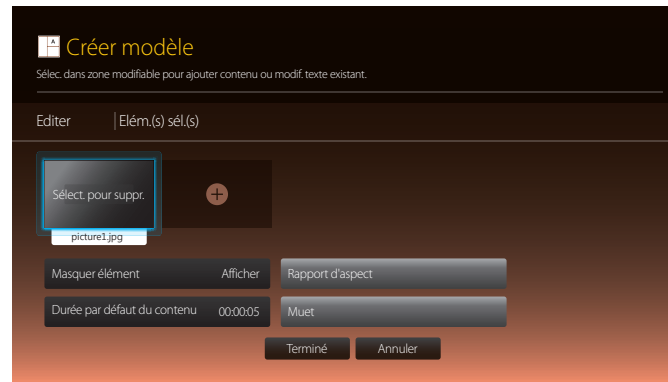 A
Créer modèle
Sélec. dans zone modifiable pour ajouter contenu ou modif. texte existant.
Editer Elém.(s) sél.(s)
Sélect. pour suppr.
picture1.jpg
Masquer élément Afficher Rapport d'aspect
Durée par défaut du contenu 00:00:05 Muet
Terminé Annuler